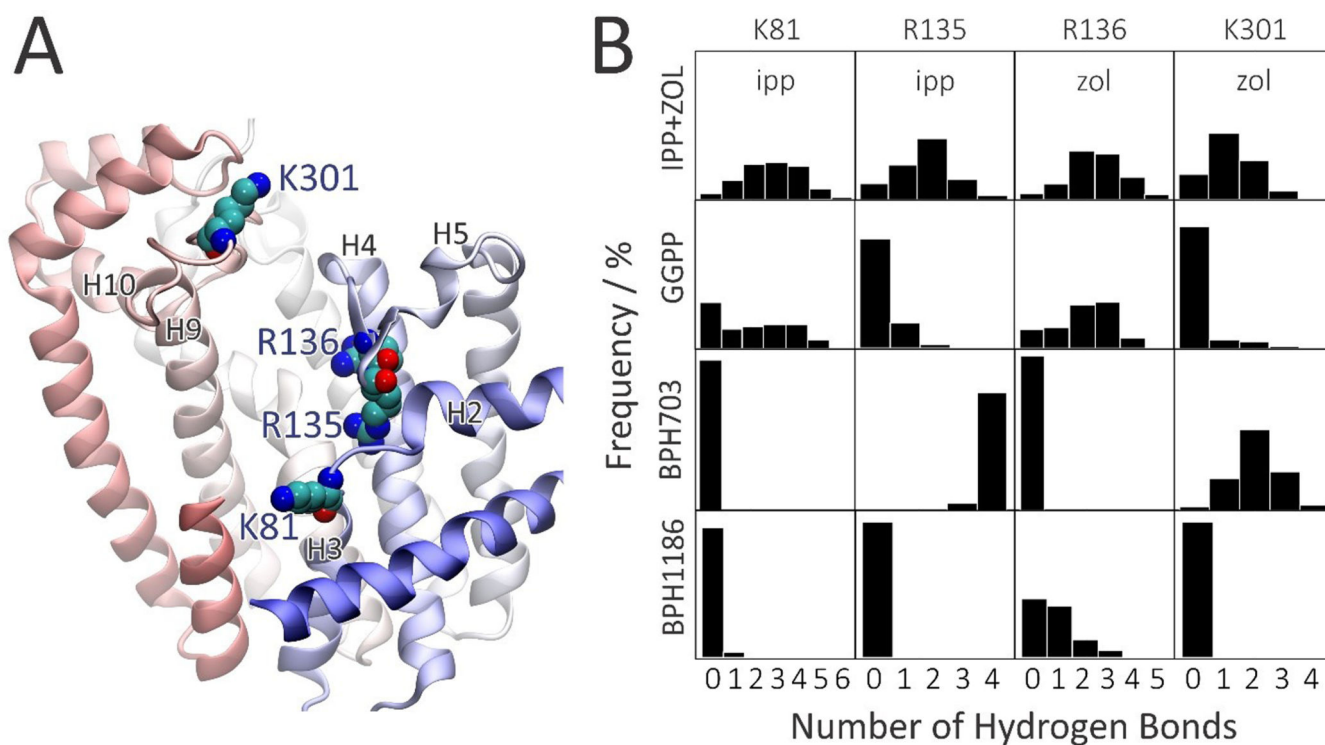 A
K301
H4
H5
H10
H9
R136
R135
H2
K81
H3
B
K81 R135 R136 K301
IPP+ZOL
ipp ipp zol zol
GGPP
BPH703
BPH1186
Frequency / %
0 1 2 3 4 5 6 0 1 2 3 4 0 1 2 3 4 5 0 1 2 3 4
Number of Hydrogen Bonds